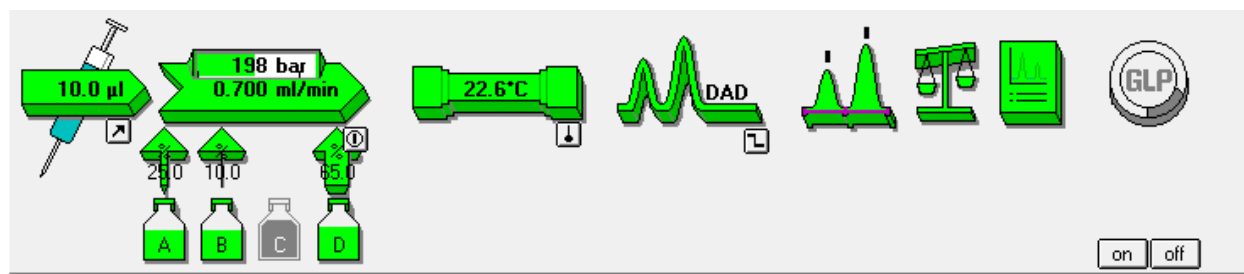 198 bar
10.0 µl
0.700 ml/min
22.6°C
DAD
GLP
% % %
25.0 10.0 65.0
A B C D
on off